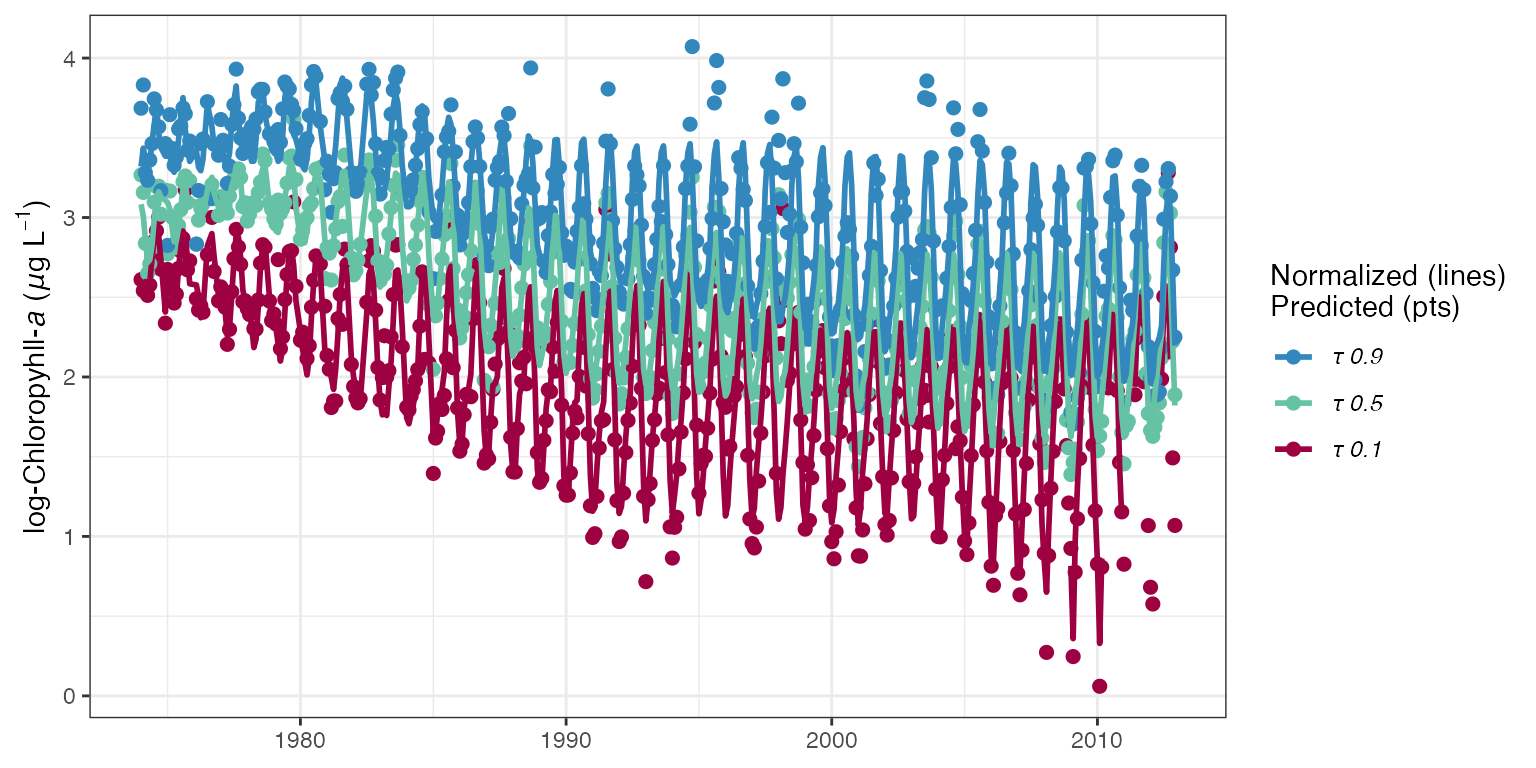 4
3
2
1
0
log-Chloropyhll-a (μg L⁻¹)
1980
1990
2000
2010
Normalized (lines)
Predicted (pts)
τ 0.9
τ 0.5
τ 0.1